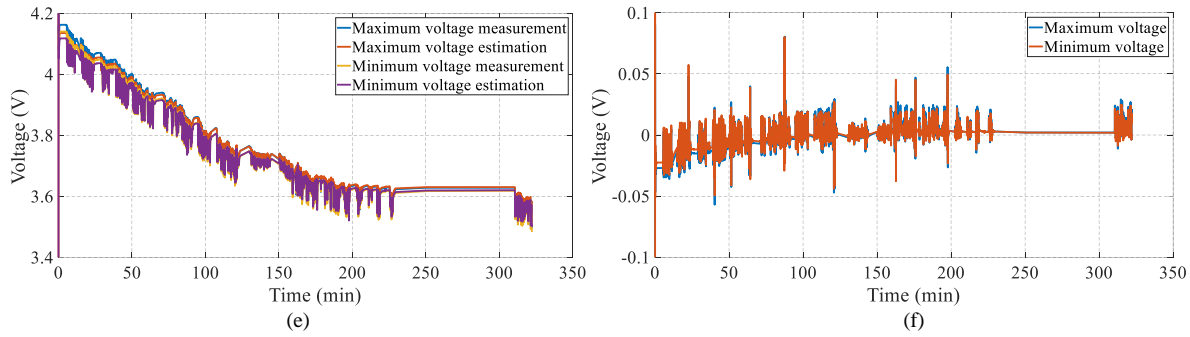 4.2
4
3.8
3.6
3.4
Voltage (V)
Maximum voltage measurement
Maximum voltage estimation
Minimum voltage measurement
Minimum voltage estimation
0 50 100 150 200 250 300 350
Time (min)
(e)
0.1
0.05
0
-0.05
-0.1
Voltage (V)
Maximum voltage
Minimum voltage
0 50 100 150 200 250 300 350
Time (min)
(f)